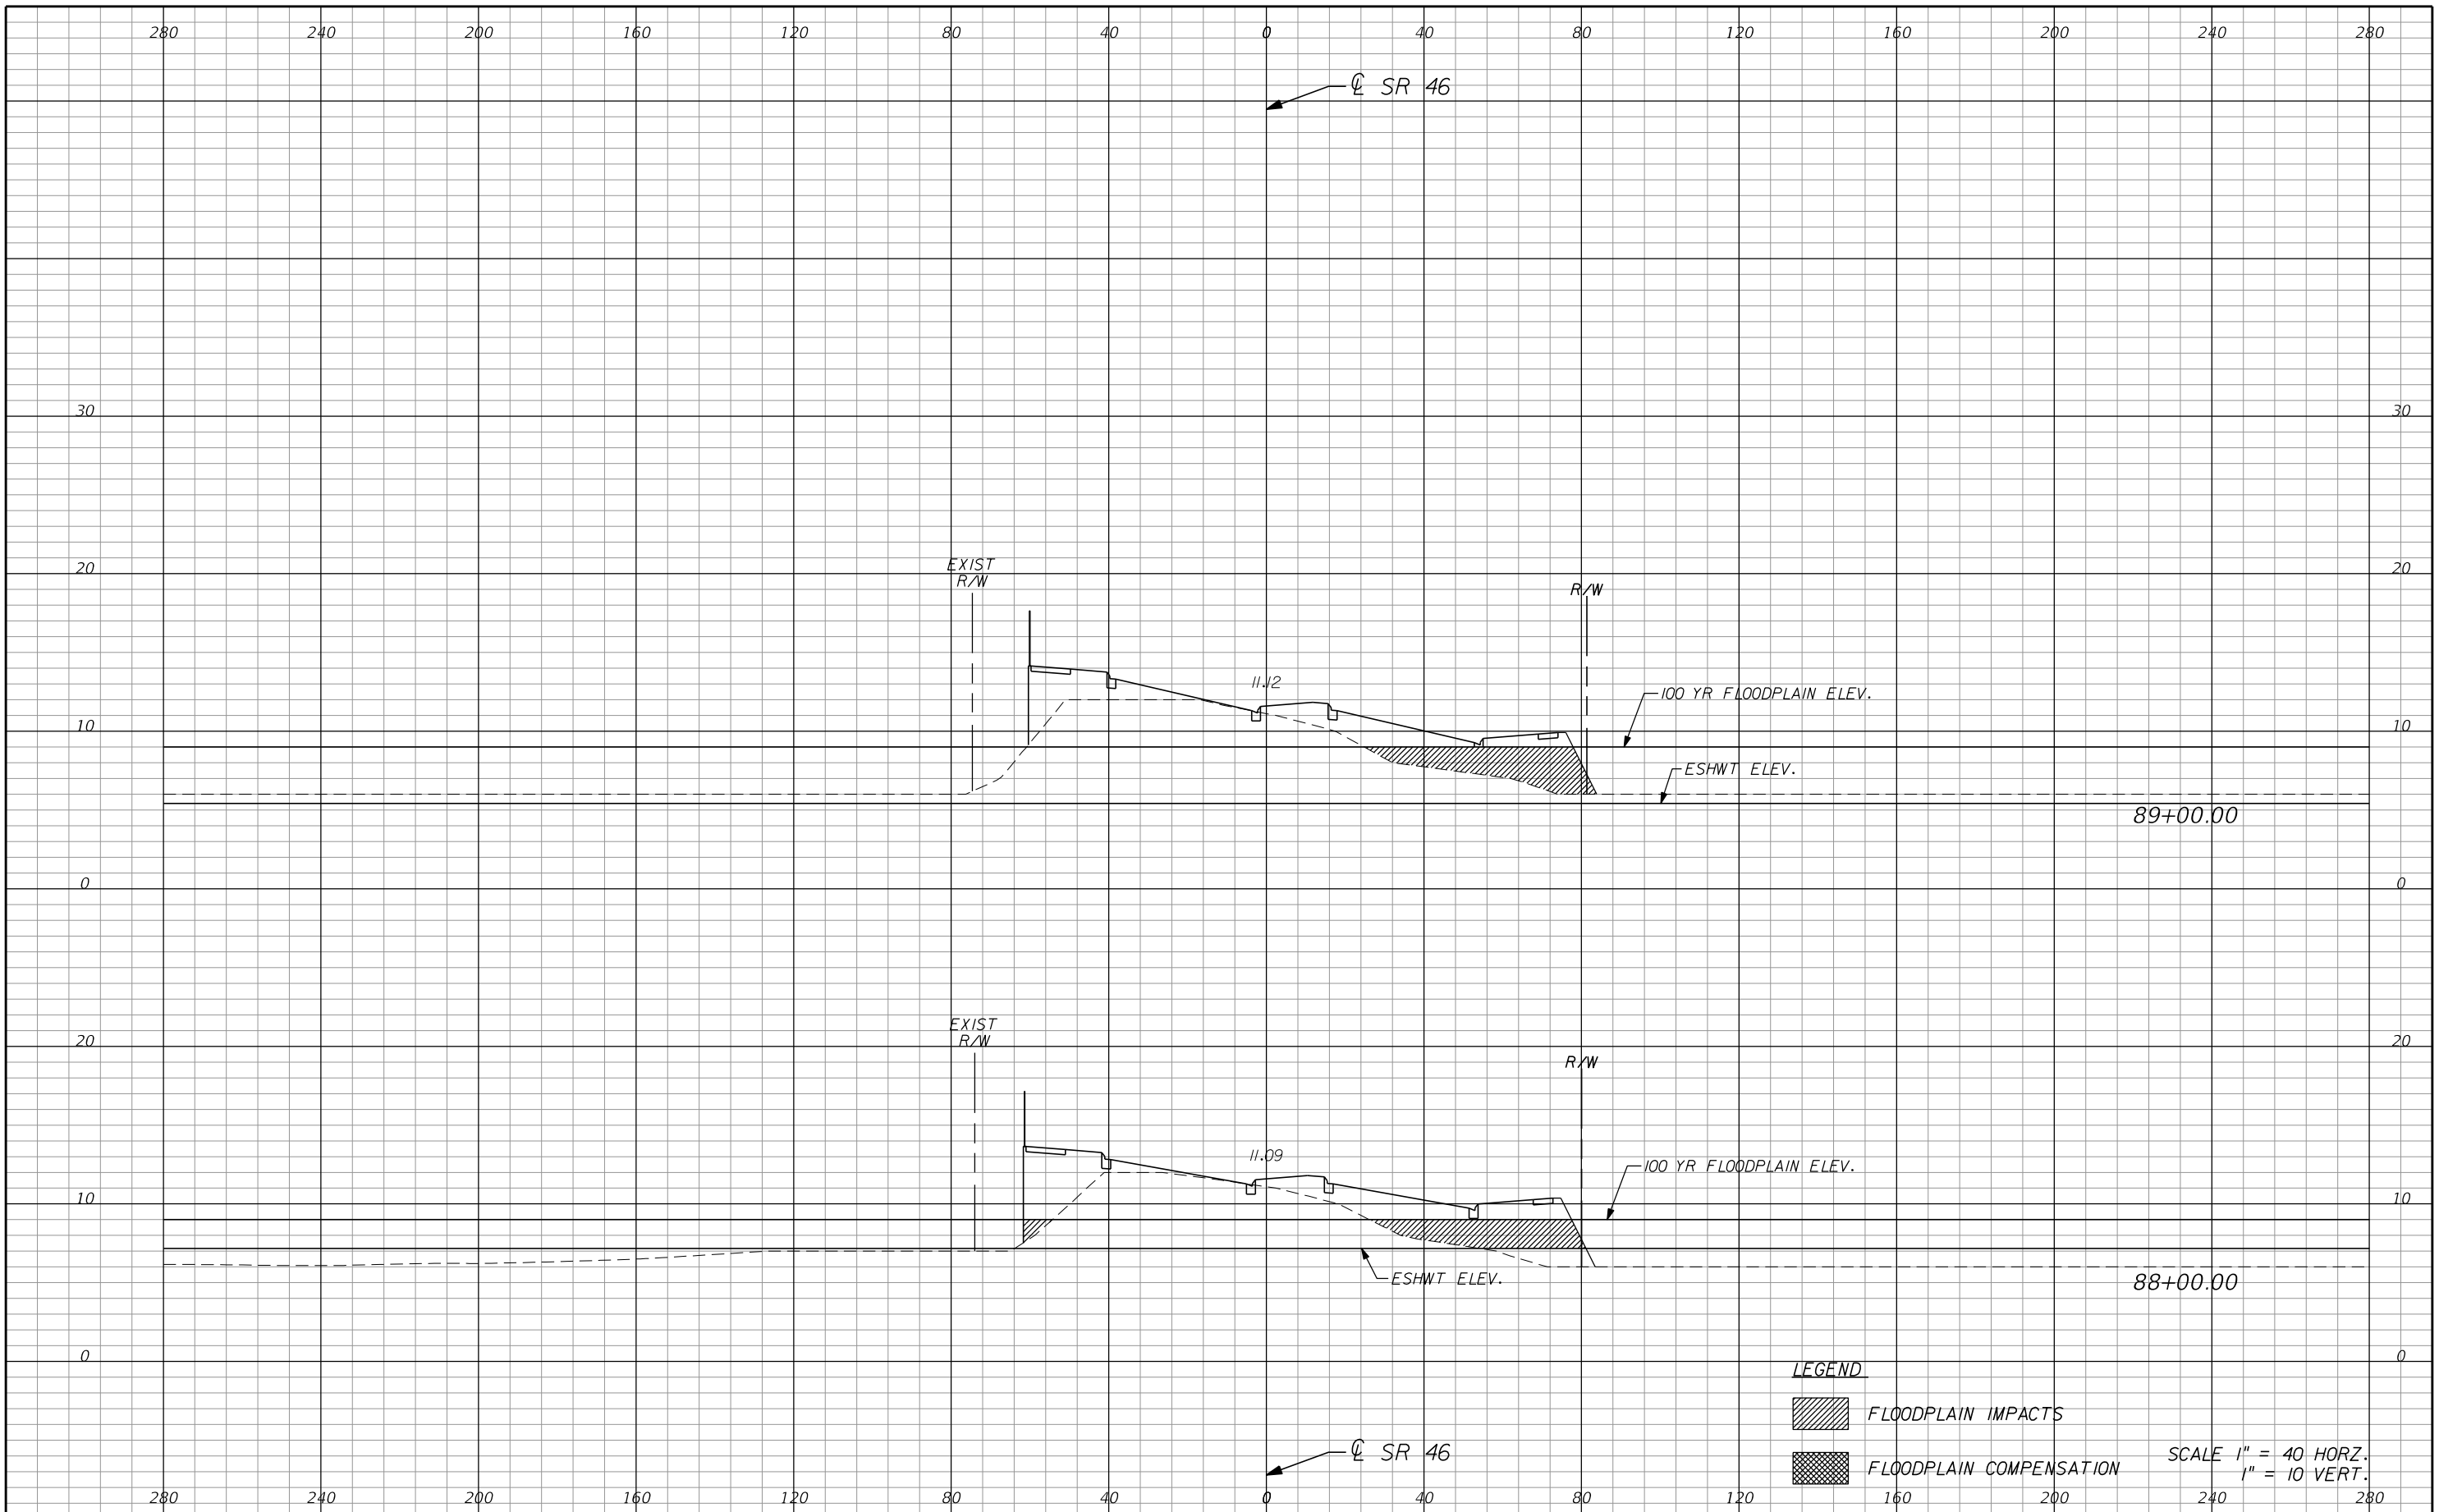 280 240 200 160 120 80 40 0 40 80 120 160 200 240 280
℄ SR 46
30 30
20 20
EXIST
R/W
R/W
11.12
100 YR FLOODPLAIN ELEV.
10 10
ESHWT ELEV.
89+00.00
0 0
EXIST
R/W
20 20
R/W
11.09
100 YR FLOODPLAIN ELEV.
10 10
ESHWT ELEV.
88+00.00
0 0
LEGEND
FLOODPLAIN IMPACTS
℄ SR 46
FLOODPLAIN COMPENSATION
SCALE 1" = 40 HORZ.
1" = 10 VERT.
280 240 200 160 120 80 40 0 40 80 120 160 200 240 280